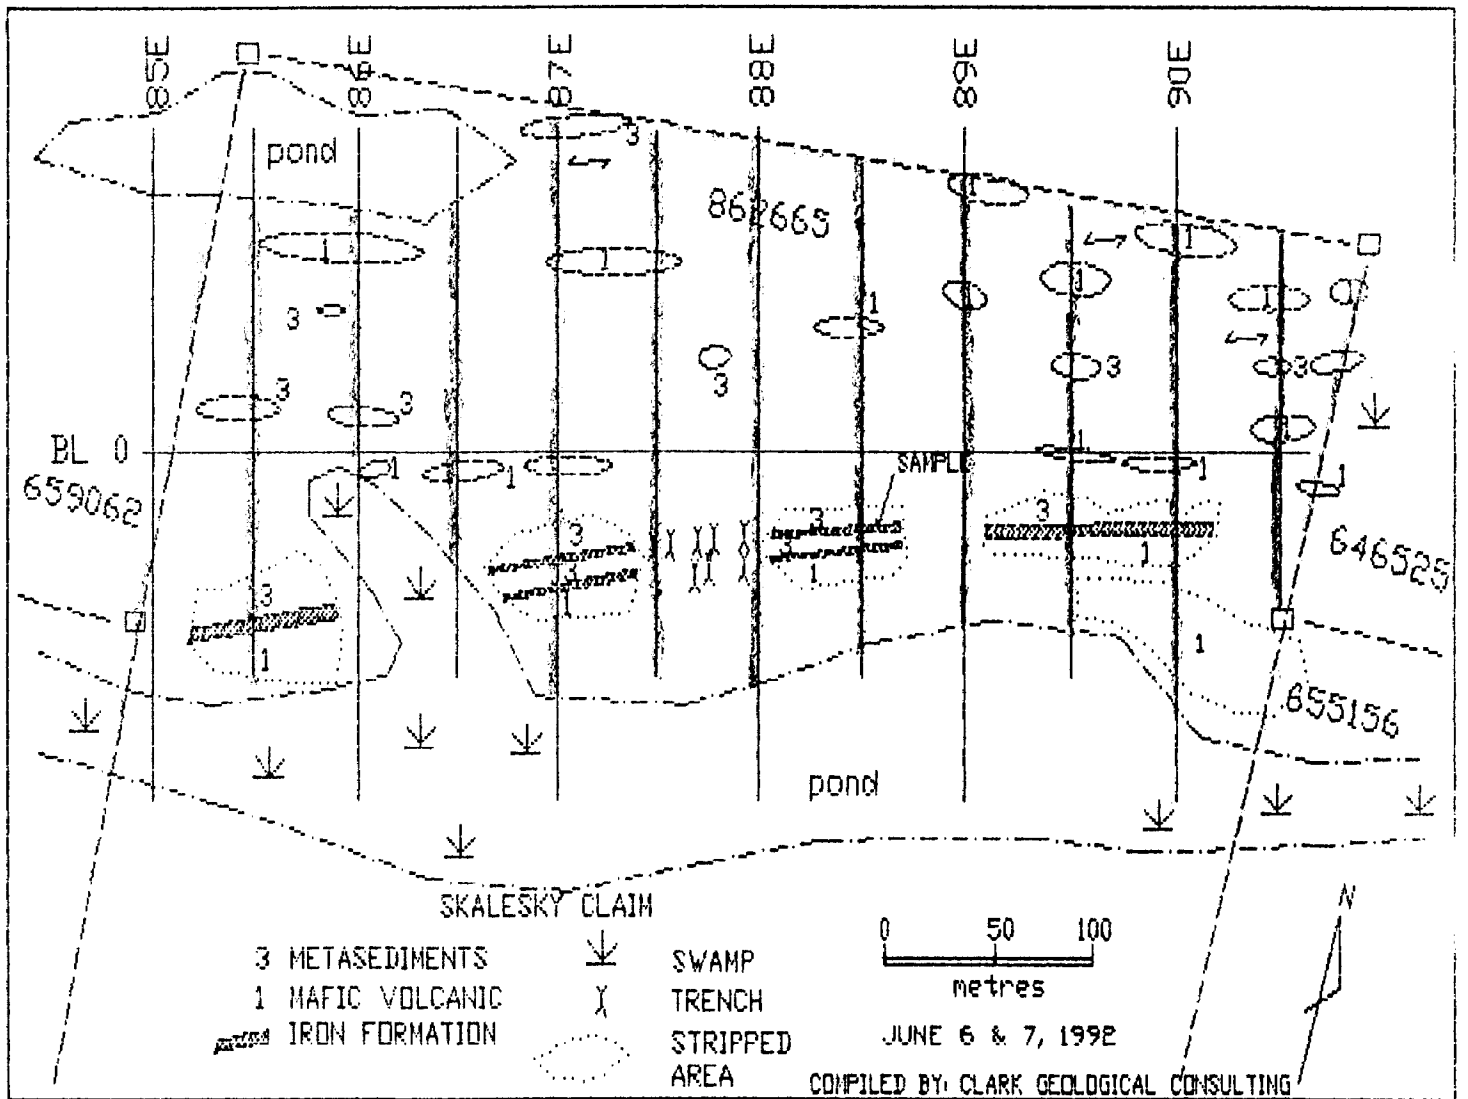 85E 86E 87E 88E 89E 90E
pond
3
862665
1
1
1
1
1
1
1
1
3
3
3
3
3
3
3
BL 0
1
1
1
1
1
1
SAMPLE
659062
3
3
3
3
3
3
1
1
1
1
1
646525
655156
pond
SKALESKY CLAIM
3 METASEDIMENTS
1 MAFIC VOLCANIC
IRON FORMATION
SWAMP
TRENCH
STRIPPED
AREA
0 50 100
metres
N
JUNE 6 & 7, 1992
COMPILED BY: CLARK GEOLOGICAL CONSULTING